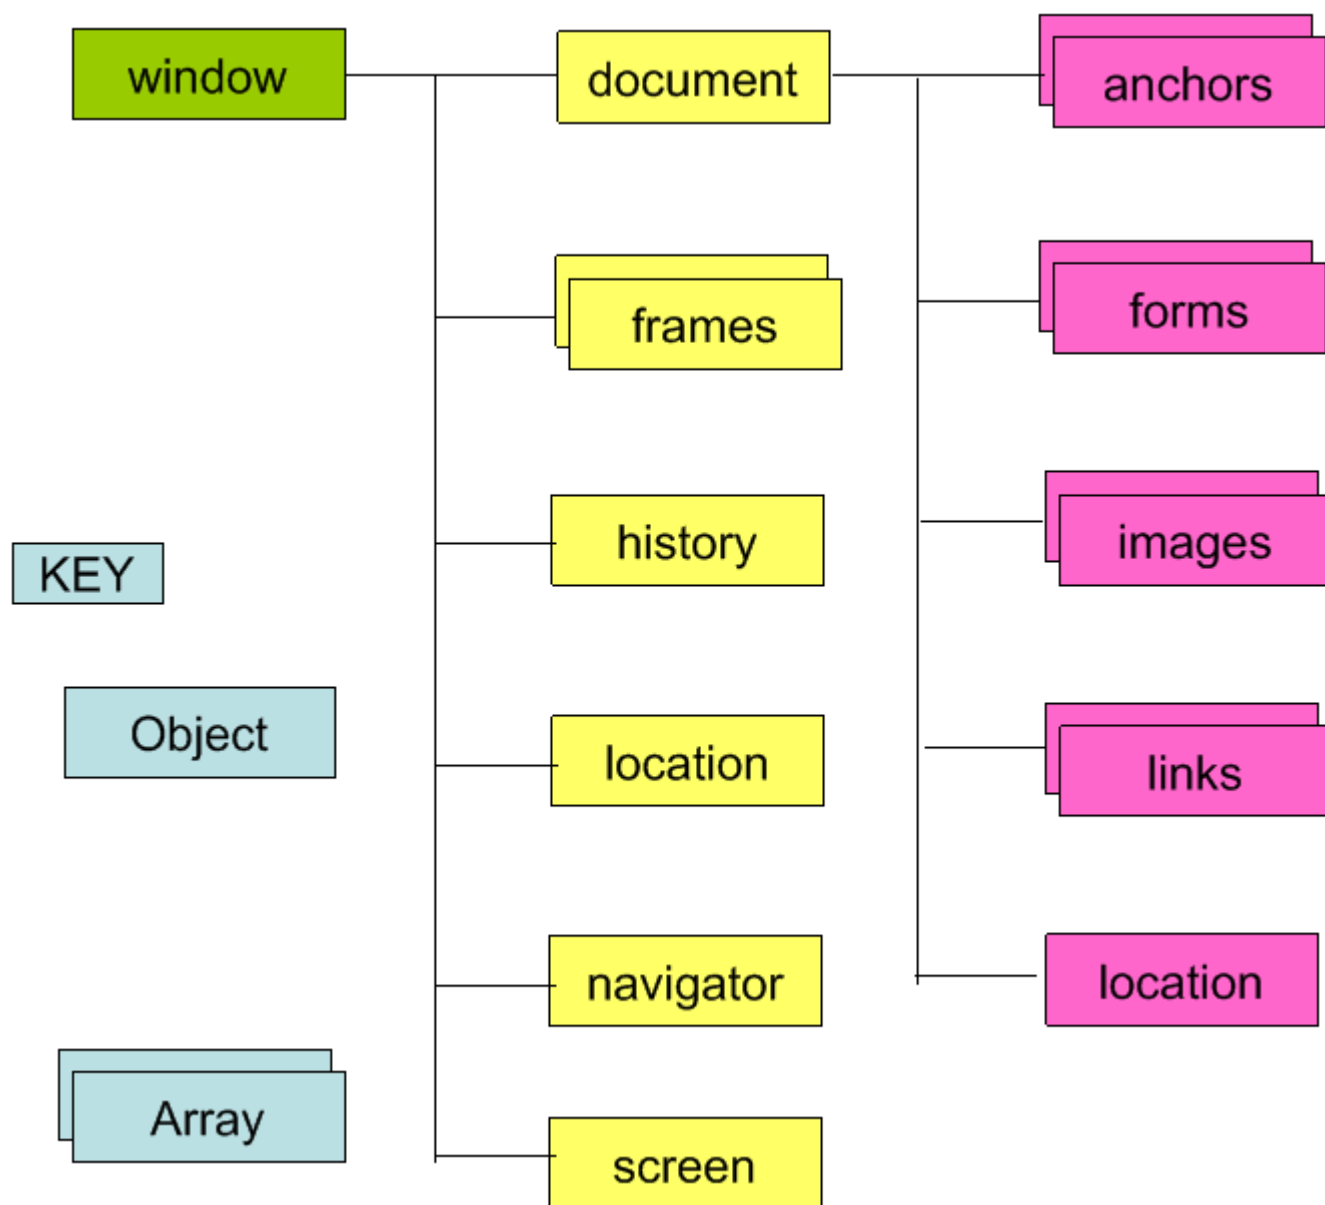 window
document
anchors
frames
forms
history
images
KEY
Object
location
links
navigator
location
Array
screen